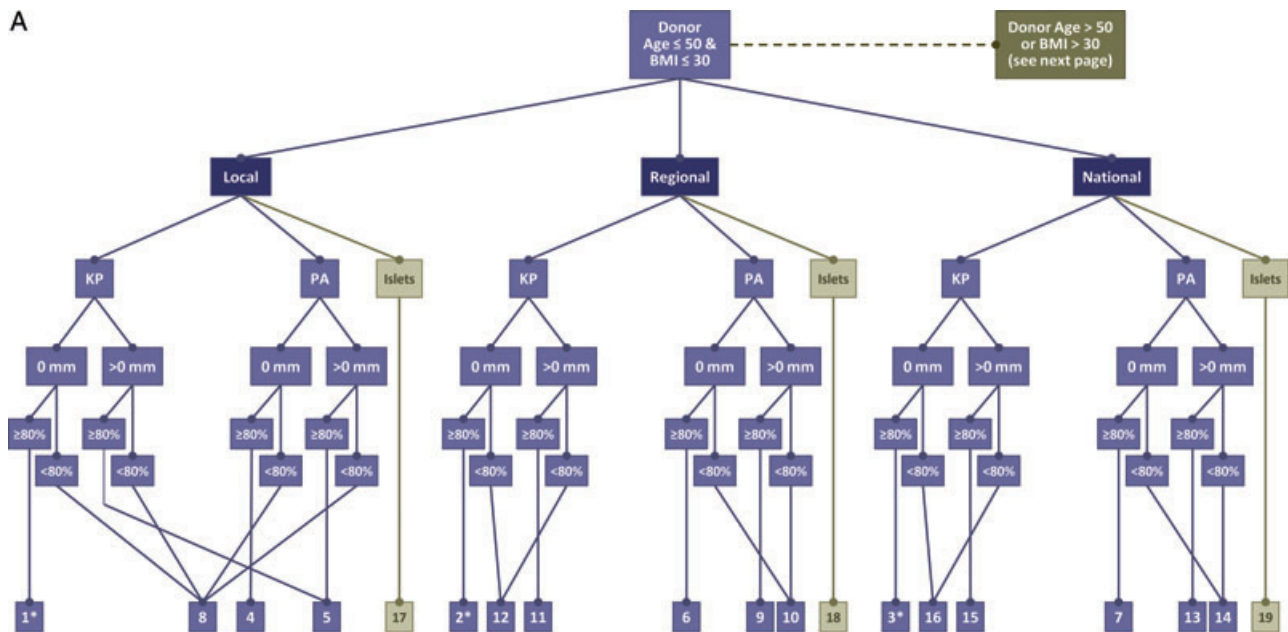 A
Donor
Age ≤ 50 &
BMI ≤ 30
Donor Age > 50
or BMI > 30
(see next page)
Local
Regional
National
KP
PA
Islets
KP
PA
Islets
KP
PA
Islets
0 mm
>0 mm
0 mm
>0 mm
0 mm
>0 mm
0 mm
>0 mm
0 mm
>0 mm
0 mm
>0 mm
≥80%
≥80%
≥80%
≥80%
≥80%
≥80%
≥80%
≥80%
≥80%
≥80%
≥80%
≥80%
<80%
<80%
<80%
<80%
<80%
<80%
<80%
<80%
<80%
<80%
<80%
<80%
1*
8
4
5
17
2*
12
11
6
9
10
18
3*
16
15
7
13
14
19